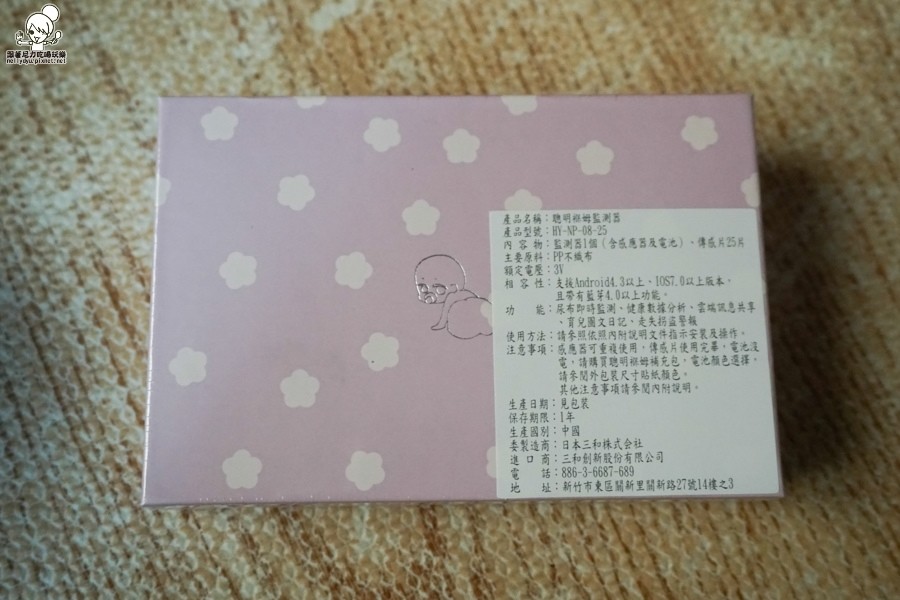 跟著尼力吃喝玩樂
nellydyu.pixnet.net
產品名稱：聰明褓姆監測器
產品型號：HY-NP-08-25
內 容 物：監測器1個（含感應器及電池）、傳感片25片
主要原料：PP不織布
額定電壓：3V
相 容 性：支援Android4.3以上、IOS7.0以上版本。
且帶有藍芽4.0以上功能。
功　　能：尿布即時監測、健康數據分析、雲端訊息共享
、育兒圖文日記、走失拐盜警報
使用方法：請參照依照內附說明文件指示安裝及操作。
注意事項：感應器可重複使用，傳感片使用完畢，電池沒
電，請購買聰明褓姆補充包。電池顏色選擇，
請參閱外包裝尺寸貼紙顏色。
其他注意事項請參閱內附說明。
生產日期：見包裝
保存期限：1年
生產國別：中國
委製造商：日本三和株式会社
進 口 商：三和創新股份有限公司
電　　話：886-3-6687-689
地　　址：新竹市東區關新里關新路27號14樓之3